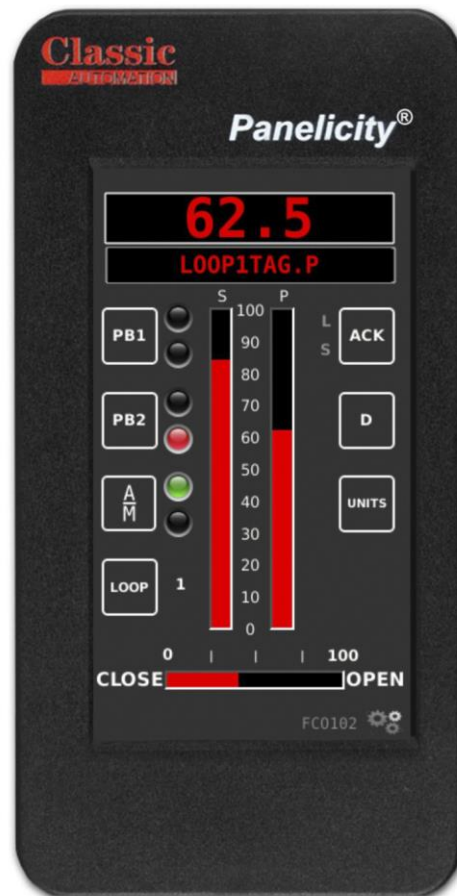 Classic
AUTOMATION
Panelicity®
62.5
LOOP1TAG.P
S P
PB1
100
90
80
70
60
50
40
30
20
10
0
L
S
ACK
PB2
D
A
M
UNITS
LOOP 1
0 100
CLOSE OPEN
FC0102